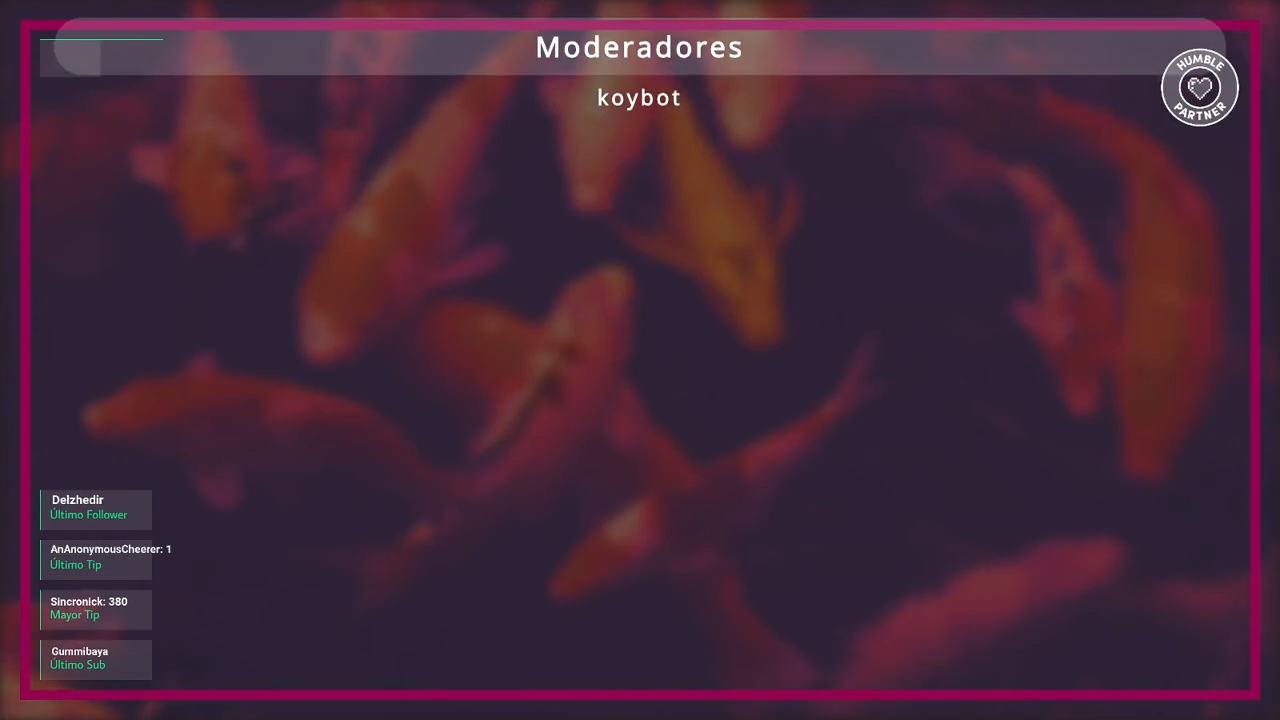 Moderadores
koybot
HUMBLE
PARTNER
Delzhedir
Último Follower
AnAnonymousCheerer: 1
Último Tip
Sincronick: 380
Mayor Tip
Gummibaya
Último Sub